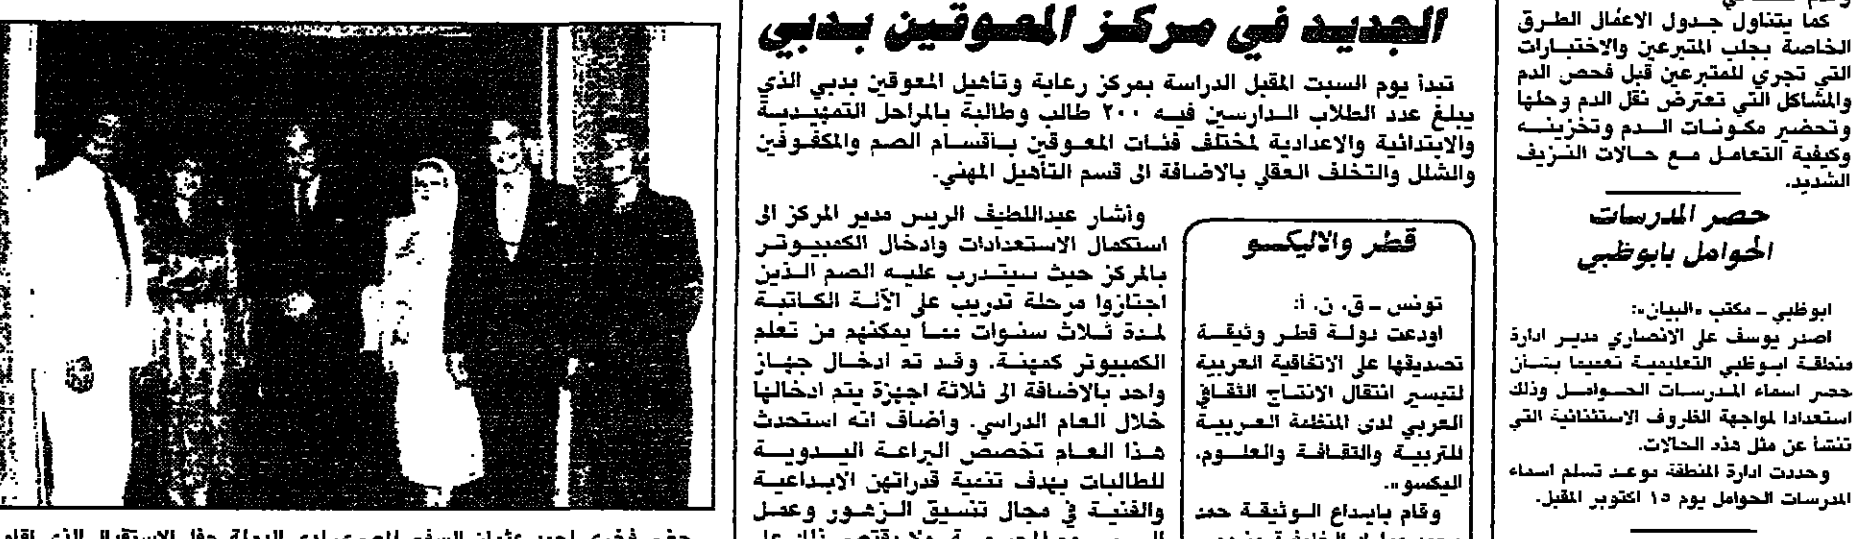 كما يتناول جدول الاعمال الطرق
الخاصة بجلب المتبرعين والاختبارات
التي تجري للمتبرعين قبل فحص الدم
والمشاكل التي تعترض نقل الدم وحلها
وتحضير مكونات الدم وتخزينه
وكيفية التعامل مع حالات النزيف
الشديد.
حصر المدرسات
الحوامل بابوظبي
ابوظبي ـ مكتب «البيان»:
اصدر يوسف علي الانصاري مدير ادارة
منطقة ابوظبي التعليمية تعميما بشأن
حصر اسماء المدرسات الحوامل وذلك
استعدادا لمواجهة الظروف الاستثنائية التي
تنشأ عن مثل هذه الحالات.
وحددت ادارة المنطقة موعد تسلم اسماء
المدرسات الحوامل يوم ١٥ اكتوبر المقبل.
الجديد في مركز المعوقين بدبي
تبدأ يوم السبت المقبل الدراسة بمركز رعاية وتأهيل المعوقين بدبي الذي
يبلغ عدد الطلاب الدارسين فيه ٢٠٠ طالب وطالبة بالمراحل التمهيدية
والابتدائية والاعدادية لمختلف فئات المعوقين باقسام الصم والمكفوفين
والشلل والتخلف العقلي بالاضافة الى قسم التأهيل المهني.
قطر والاليكسو
تونس ـ ق. ن. أ:
اودعت دولة قطر وثيقة
تصديقها على الاتفاقية العربية
لتيسير انتقال الانتاج الثقافي
العربي لدى المنظمة العربية
للتربية والثقافة والعلوم.
اليكسو».
وقام بايداع الوثيقة حمد
وأشار عبداللطيف الريس مدير المركز الى
استكمال الاستعدادات وادخال الكمبيوتر
بالمركز حيث سيتدرب عليه الصم الذين
اجتازوا مرحلة تدريب على الآلة الكاتبة
لمدة ثلاث سنوات مما يمكنهم من تعلم
الكمبيوتر كمهنة. وقد تم ادخال جهاز
واحد بالاضافة الى ثلاثة اجهزة يتم ادخالها
خلال العام الدراسي. وأضاف انه استحدث
هذا العام تخصص البراعة اليدوية
للطالبات بهدف تنمية قدراتهن الابداعية
والفنية في مجال تنسيق الزهور وعمل
السفير المصري لدى الدولة حفل الاستقبال الذي اقام